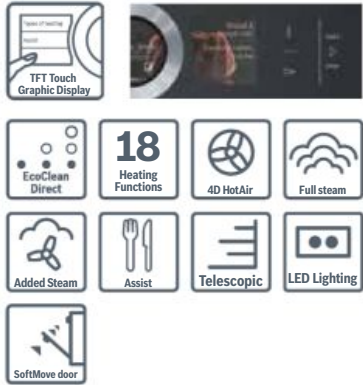 Types of heating
Assist
TFT Touch
Graphic Display
EcoClean
Direct
18
Heating
Functions
4D HotAir
Full steam
Added Steam
Assist
Telescopic
LED Lighting
SoftMove door